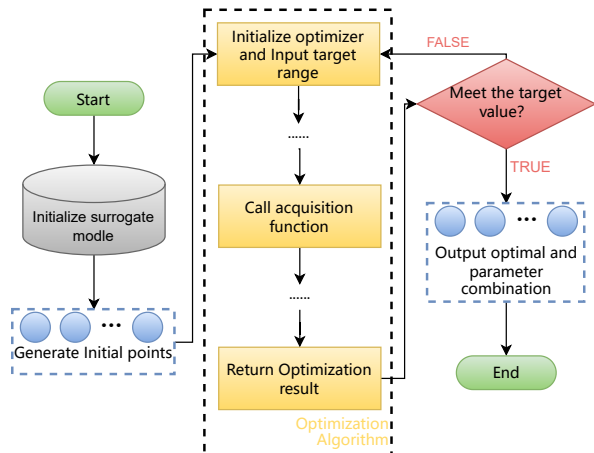 Start
Initialize surrogate
modle
Generate Initial points
Initialize optimizer
and Input target
range
......
Call acquisition
function
......
Return Optimization
result
Optimization
Algorithm
FALSE
Meet the target
value?
TRUE
Output optimal and
parameter
combination
End